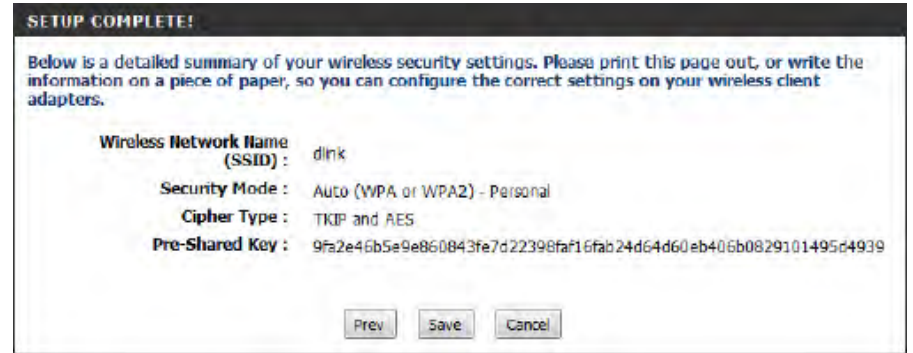 SETUP COMPLETE!
Below is a detailed summary of your wireless security settings. Please print this page out, or write the
information on a piece of paper, so you can configure the correct settings on your wireless client
adapters.
Wireless Network Name
(SSID) : dlink
Security Mode : Auto (WPA or WPA2) - Personal
Cipher Type : TKIP and AES
Pre-Shared Key : 9fa2e46b5e9e860843fe7d22398faf16fab24d64d60eb406b0829101495d4939
Prev Save Cancel